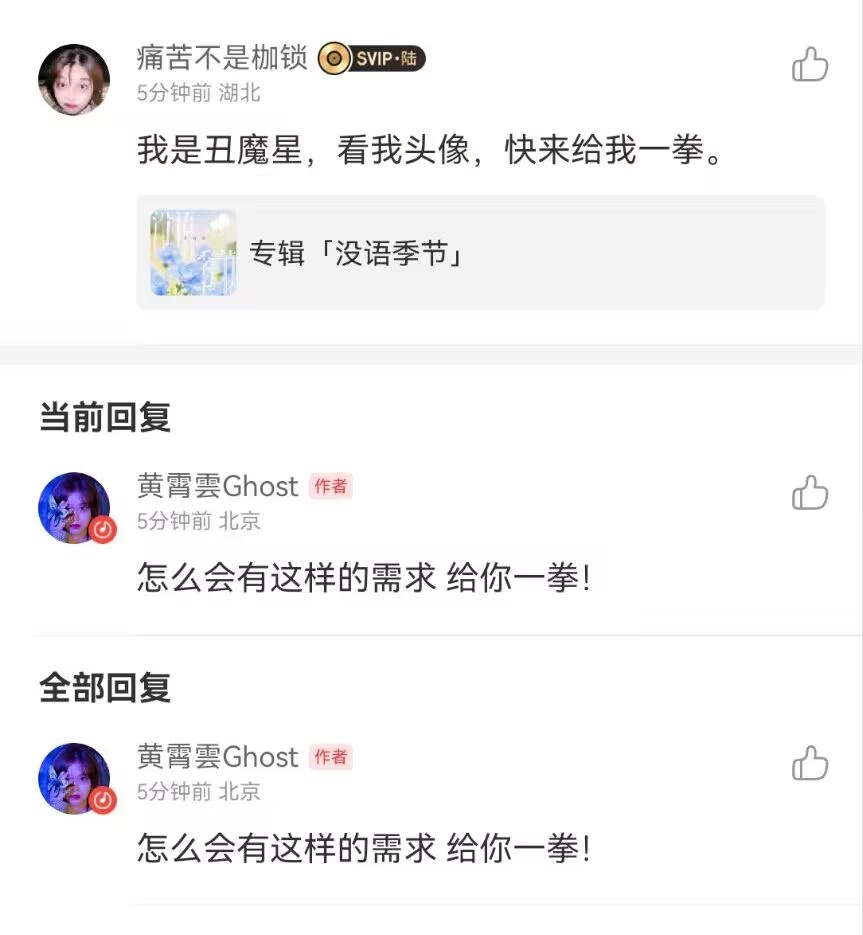 痛苦不是枷锁 SVIP·陆
5分钟前 湖北
我是丑魔星，看我头像，快来给我一拳。
专辑「没语季节」
当前回复
黄霄雲Ghost 作者
5分钟前 北京
怎么会有这样的需求 给你一拳！
全部回复
黄霄雲Ghost 作者
5分钟前 北京
怎么会有这样的需求 给你一拳！